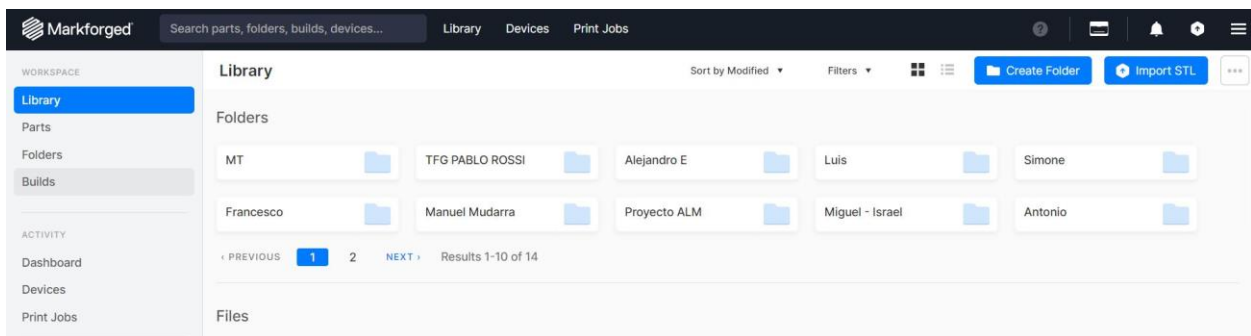 Markforged
Search parts, folders, builds, devices...
Library Devices Print Jobs
WORKSPACE
Library
Parts
Folders
Builds
ACTIVITY
Dashboard
Devices
Print Jobs
Library
Sort by Modified
Filters
Create Folder
Import STL
Folders
MT
TFG PABLO ROSSI
Alejandro E
Luis
Simone
Francesco
Manuel Mudarra
Proyecto ALM
Miguel - Israel
Antonio
‹ PREVIOUS 1 2 NEXT › Results 1-10 of 14
Files